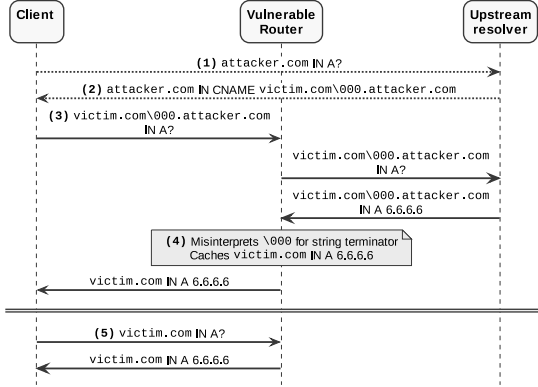 Client
Vulnerable
Router
Upstream
resolver
(1) attacker.com IN A?
(2) attacker.com IN CNAME victim.com\000.attacker.com
(3) victim.com\000.attacker.com
IN A?
victim.com\000.attacker.com
IN A?
victim.com\000.attacker.com
IN A 6.6.6.6
(4) Misinterprets \000 for string terminator
Caches victim.com IN A 6.6.6.6
victim.com IN A 6.6.6.6
(5) victim.com IN A?
victim.com IN A 6.6.6.6